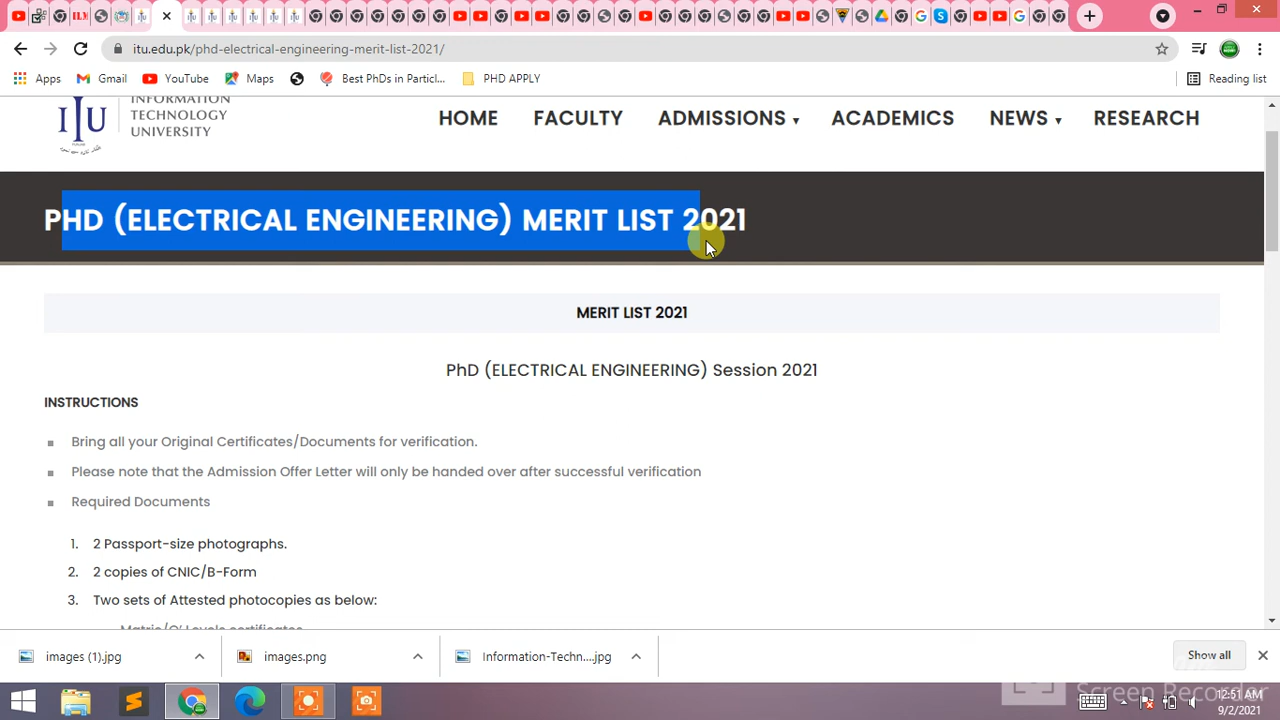 itu.edu.pk/phd-electrical-engineering-merit-list-2021/
Apps
Gmail
YouTube
Maps
Best PhDs in Particl...
PHD APPLY
Reading list
ITU
INFORMATION
TECHNOLOGY
UNIVERSITY
HOME
FACULTY
ADMISSIONS ▾
ACADEMICS
NEWS ▾
RESEARCH
PHD (ELECTRICAL ENGINEERING) MERIT LIST 2021
MERIT LIST 2021
PhD (ELECTRICAL ENGINEERING) Session 2021
INSTRUCTIONS
Bring all your Original Certificates/Documents for verification.
Please note that the Admission Offer Letter will only be handed over after successful verification
Required Documents
1. 2 Passport-size photographs.
2. 2 copies of CNIC/B-Form
3. Two sets of Attested photocopies as below:
Matric/O' Levels certificates
images (1).jpg
images.png
Information-Techn....jpg
Show all
Screen Recorder
12:51 AM
9/2/2021